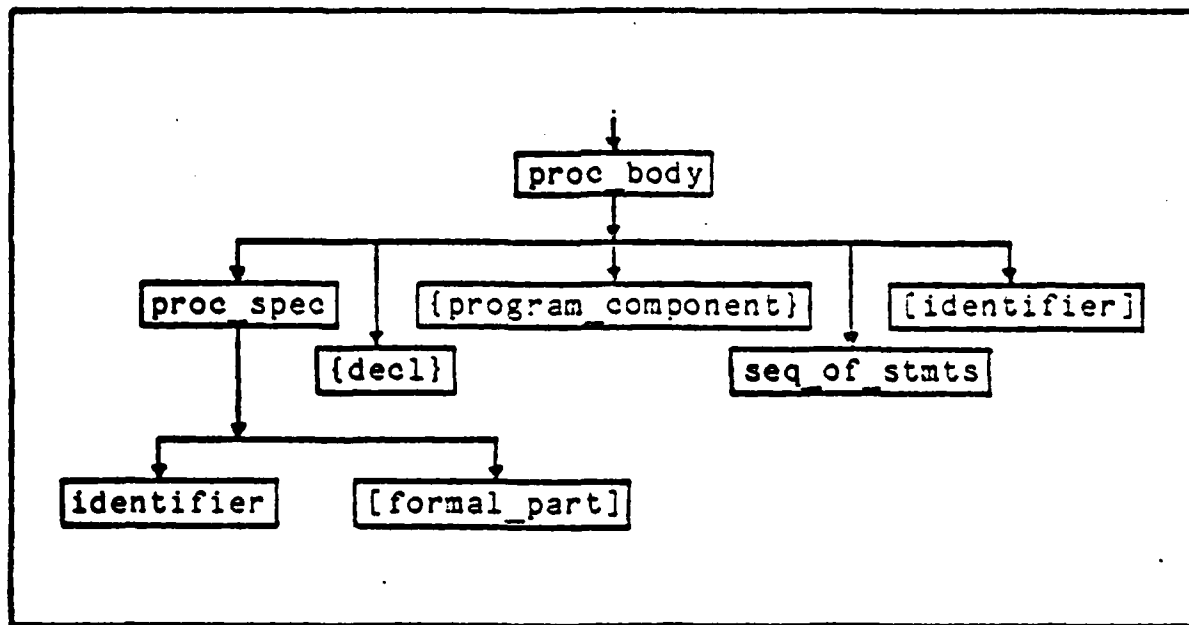 proc_body
proc_spec
{program_component}
[identifier]
{decl}
seq_of_stmts
identifier
[formal_part]